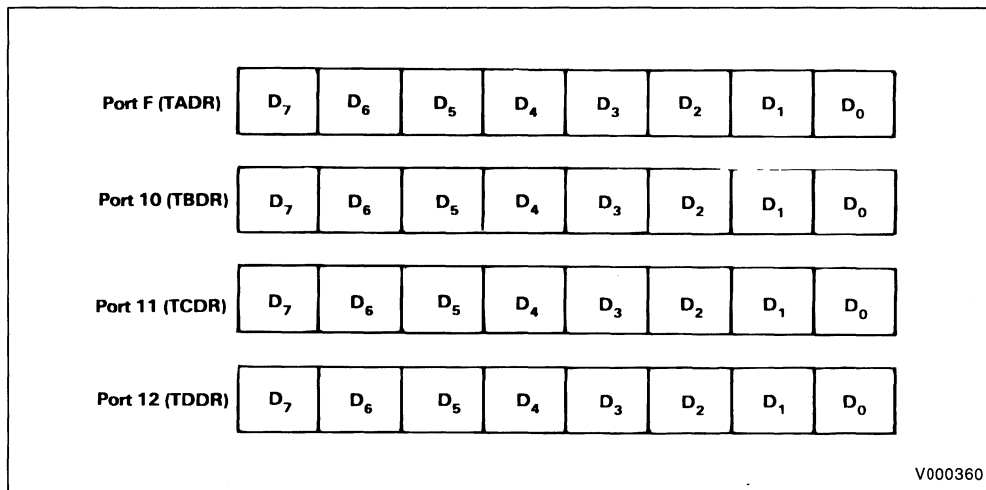 Port F (TADR) D₇ D₆ D₅ D₄ D₃ D₂ D₁ D₀
Port 10 (TBDR) D₇ D₆ D₅ D₄ D₃ D₂ D₁ D₀
Port 11 (TCDR) D₇ D₆ D₅ D₄ D₃ D₂ D₁ D₀
Port 12 (TDDR) D₇ D₆ D₅ D₄ D₃ D₂ D₁ D₀
V000360